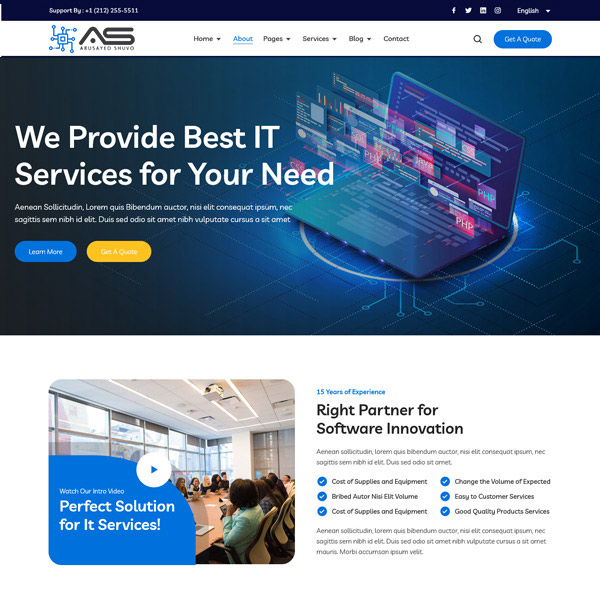 Support By : +1 (212) 255-5511
English
AS
ABUSAYED SHUVO
Home
About
Pages
Services
Blog
Contact
Get A Quote
We Provide Best IT
Services for Your Need
Aenean Sollicitudin, Lorem quis Bibendum auctor, nisi elit consequat ipsum, nec
sagittis sem nibh id elit. Duis sed odio sit amet nibh vulputate cursus a sit amet
Learn More
Get A Quote
PHP
JAVA
PHP
PHP
15 Years of Experience
Right Partner for
Software Innovation
Aenean sollicitudin, lorem quis bibendum auctor, nisi elit consequat ipsum, nec
sagittis sem nibh id elit. Duis sed odio sit amet.
Cost of Supplies and Equipment
Change the Volume of Expected
Bribed Autor Nisi Elit Volume
Easy to Customer Services
Cost of Supplies and Equipment
Good Quality Products Services
Aenean sollicitudin, lorem quis bibendum auctor, nisi elit consequat ipsum, nec
sagittis sem nibh id elit. Duis sed odio sit amet nibh vulputate cursus a sit amet
mauris. Morbi accumsan ipsum velit.
Watch Our Intro Video
Perfect Solution
for It Services!